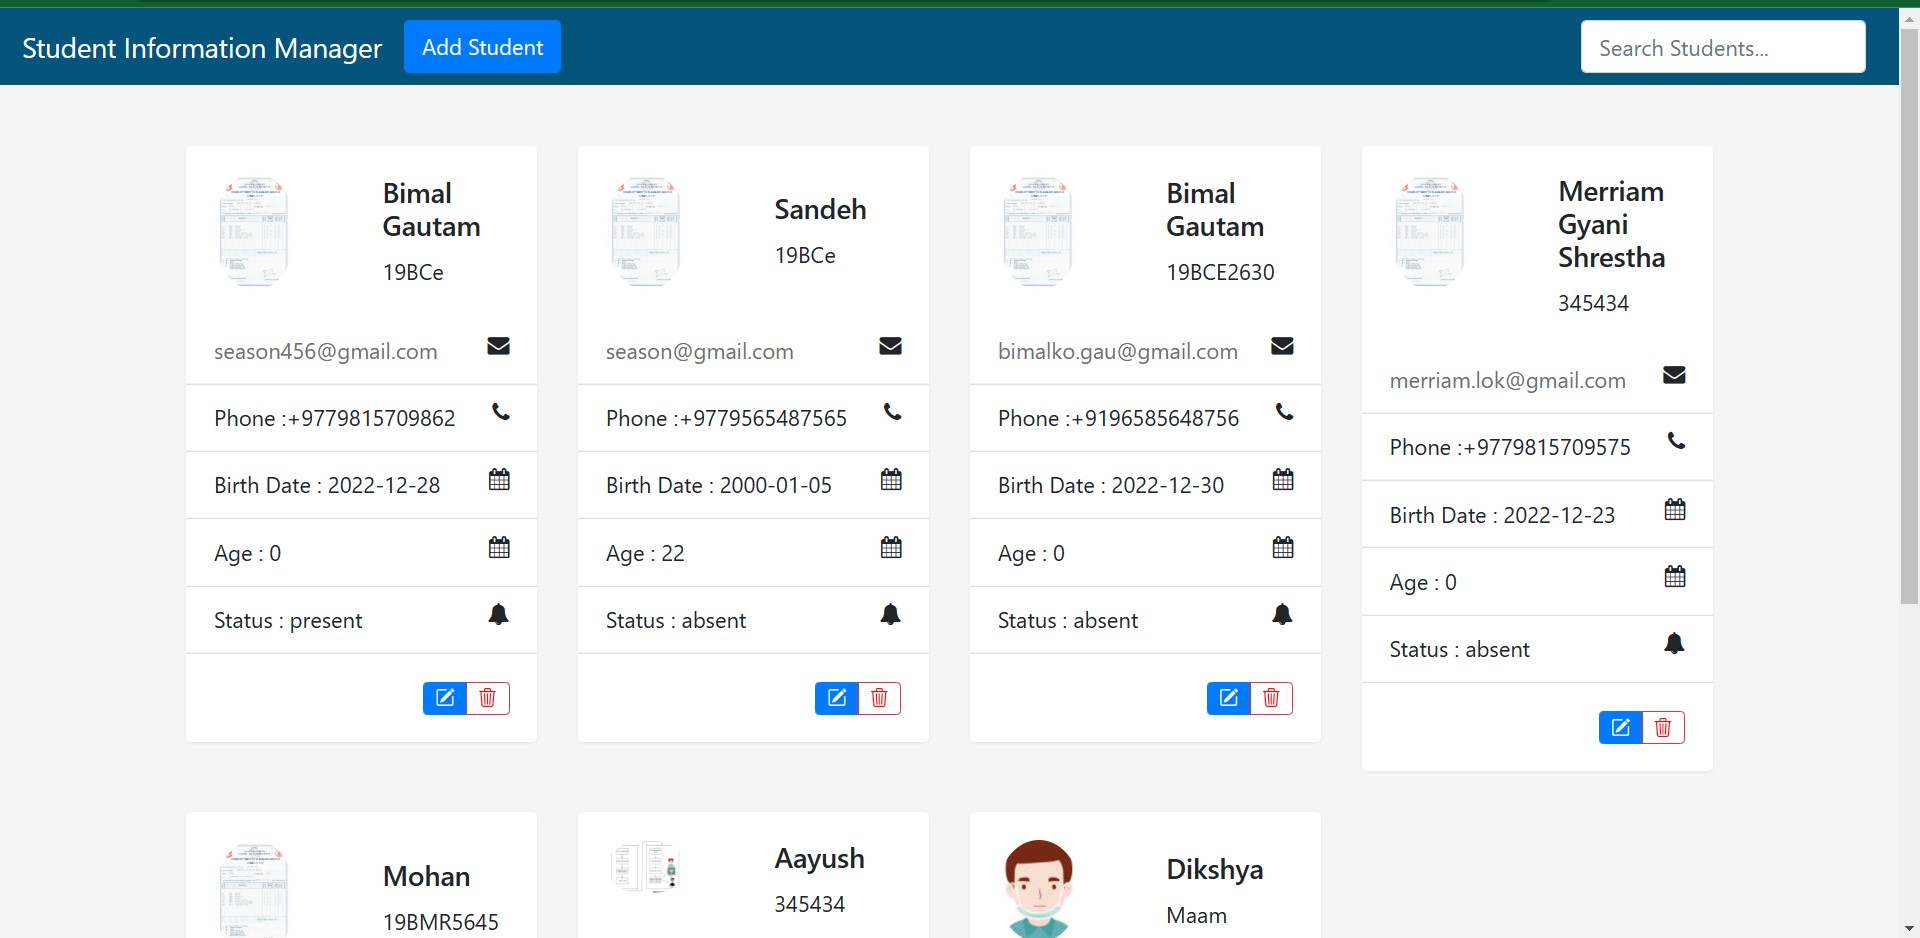 Student Information Manager
Add Student
Search Students...
Bimal
Gautam
19BCe
season456@gmail.com
Phone :+9779815709862
Birth Date : 2022-12-28
Age : 0
Status : present
Sandeh
19BCe
season@gmail.com
Phone :+9779565487565
Birth Date : 2000-01-05
Age : 22
Status : absent
Bimal
Gautam
19BCE2630
bimalko.gau@gmail.com
Phone :+9196585648756
Birth Date : 2022-12-30
Age : 0
Status : absent
Merriam
Gyani
Shrestha
345434
merriam.lok@gmail.com
Phone :+9779815709575
Birth Date : 2022-12-23
Age : 0
Status : absent
Mohan
19BMR5645
Aayush
345434
Dikshya
Maam